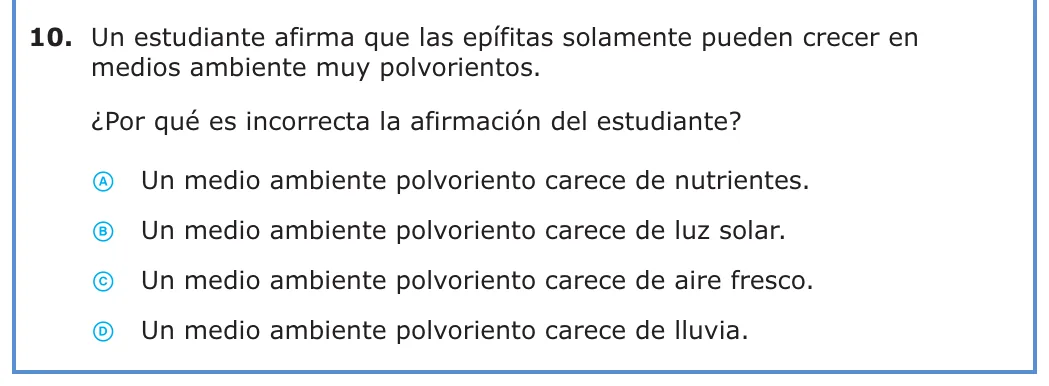 10. Un estudiante afirma que las epífitas solamente pueden crecer en
medios ambiente muy polvorientos.
¿Por qué es incorrecta la afirmación del estudiante?
A Un medio ambiente polvoriento carece de nutrientes.
B Un medio ambiente polvoriento carece de luz solar.
C Un medio ambiente polvoriento carece de aire fresco.
D Un medio ambiente polvoriento carece de lluvia.